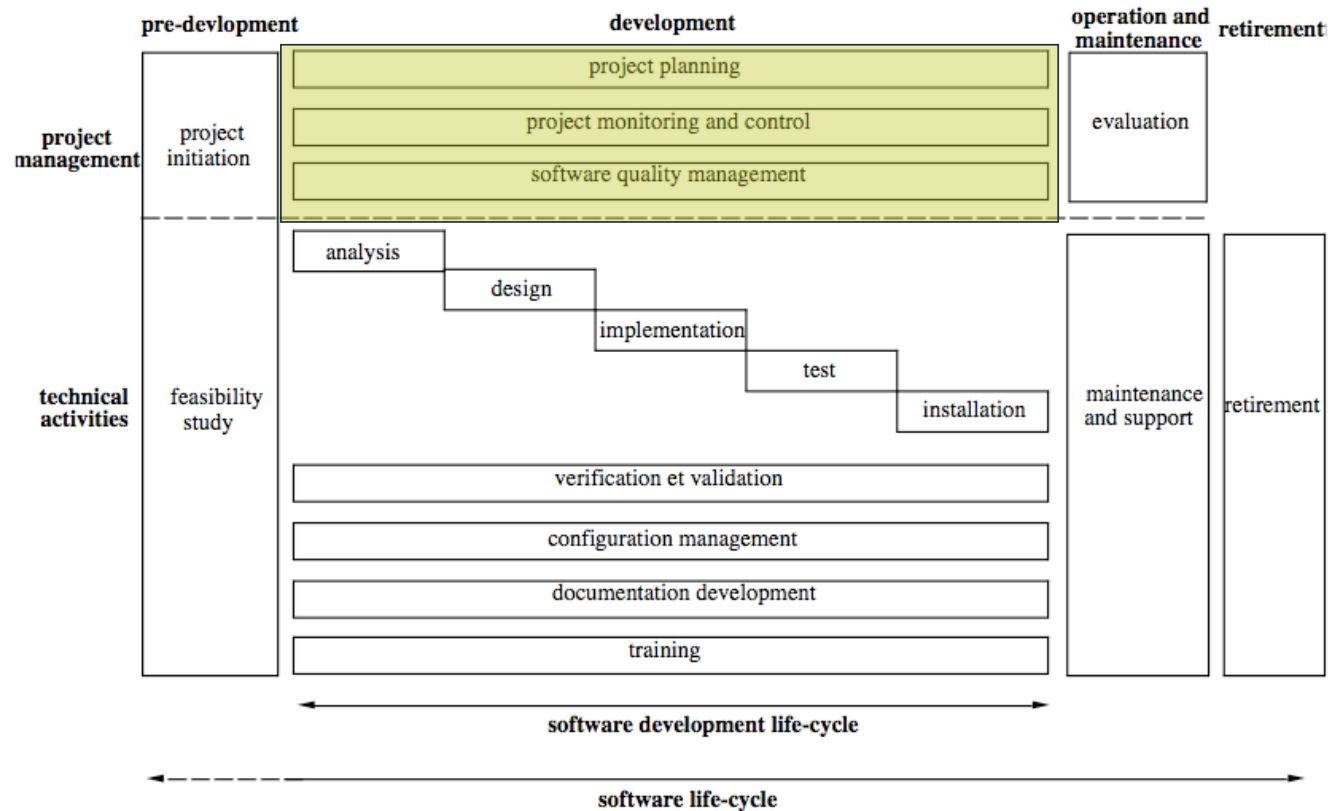 pre-devlopment
development
operation and
maintenance
retirement
project planning
project monitoring and control
software quality management
project
management
project
initiation
evaluation
analysis
design
implementation
test
installation
technical
activities
feasibility
study
maintenance
and support
retirement
verification et validation
configuration management
documentation development
training
software development life-cycle
software life-cycle